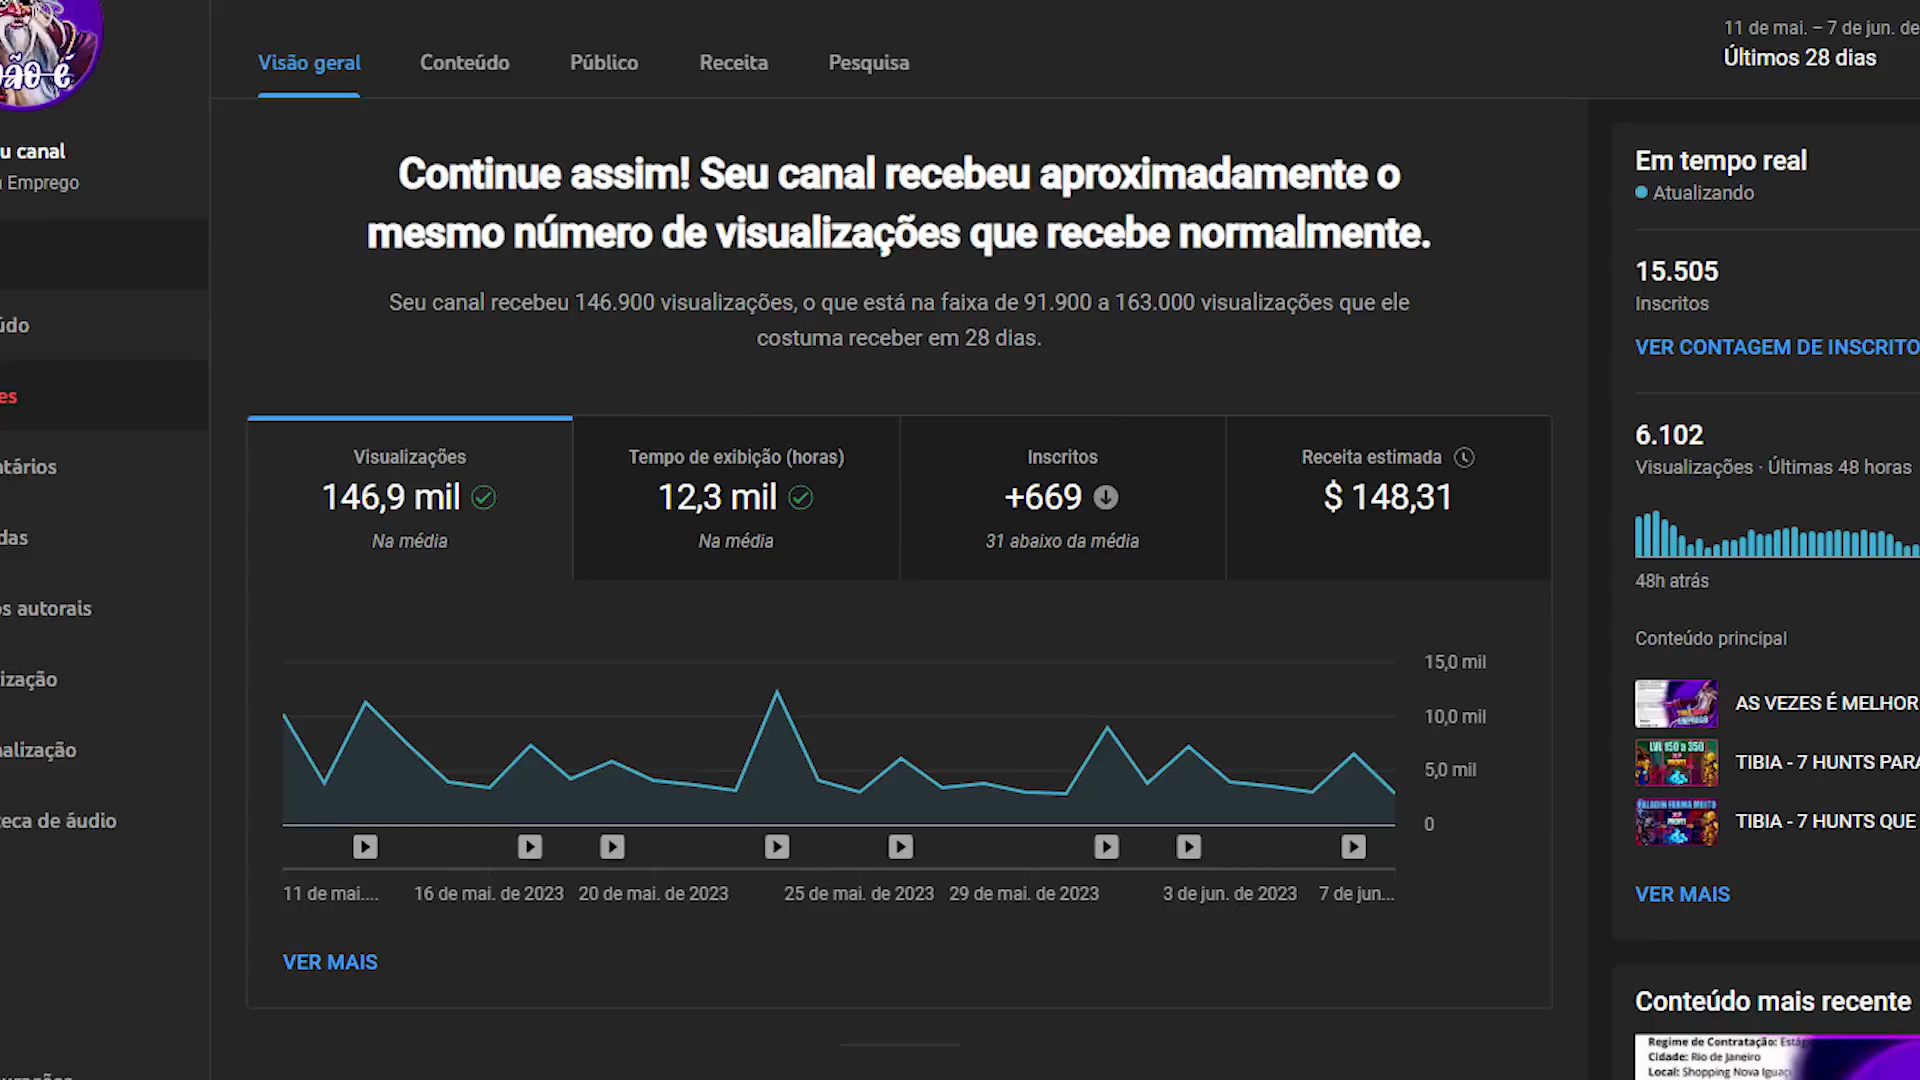 ão é
u canal
Emprego
údo
es
tários
das
s autorais
ização
alização
eca de áudio
Visão geral
Conteúdo
Público
Receita
Pesquisa
11 de mai. – 7 de jun. de
Últimos 28 dias
Continue assim! Seu canal recebeu aproximadamente o
mesmo número de visualizações que recebe normalmente.
Seu canal recebeu 146.900 visualizações, o que está na faixa de 91.900 a 163.000 visualizações que ele
costuma receber em 28 dias.
Visualizações
146,9 mil
Na média
Tempo de exibição (horas)
12,3 mil
Na média
Inscritos
+669
31 abaixo da média
Receita estimada
$ 148,31
15,0 mil
10,0 mil
5,0 mil
0
11 de mai....
16 de mai. de 2023
20 de mai. de 2023
25 de mai. de 2023
29 de mai. de 2023
3 de jun. de 2023
7 de jun...
VER MAIS
Em tempo real
Atualizando
15.505
Inscritos
VER CONTAGEM DE INSCRITO
6.102
Visualizações · Últimas 48 horas
48h atrás
Conteúdo principal
AS VEZES É MELHOR
LVL 150 a 350
TIBIA - 7 HUNTS PARA
PALADIN FARMA MUITO
TIBIA - 7 HUNTS QUE
VER MAIS
Conteúdo mais recente
Regime de Contratação: Estág
Cidade: Rio de Janeiro
Local: Shopping Nova Iguaçu